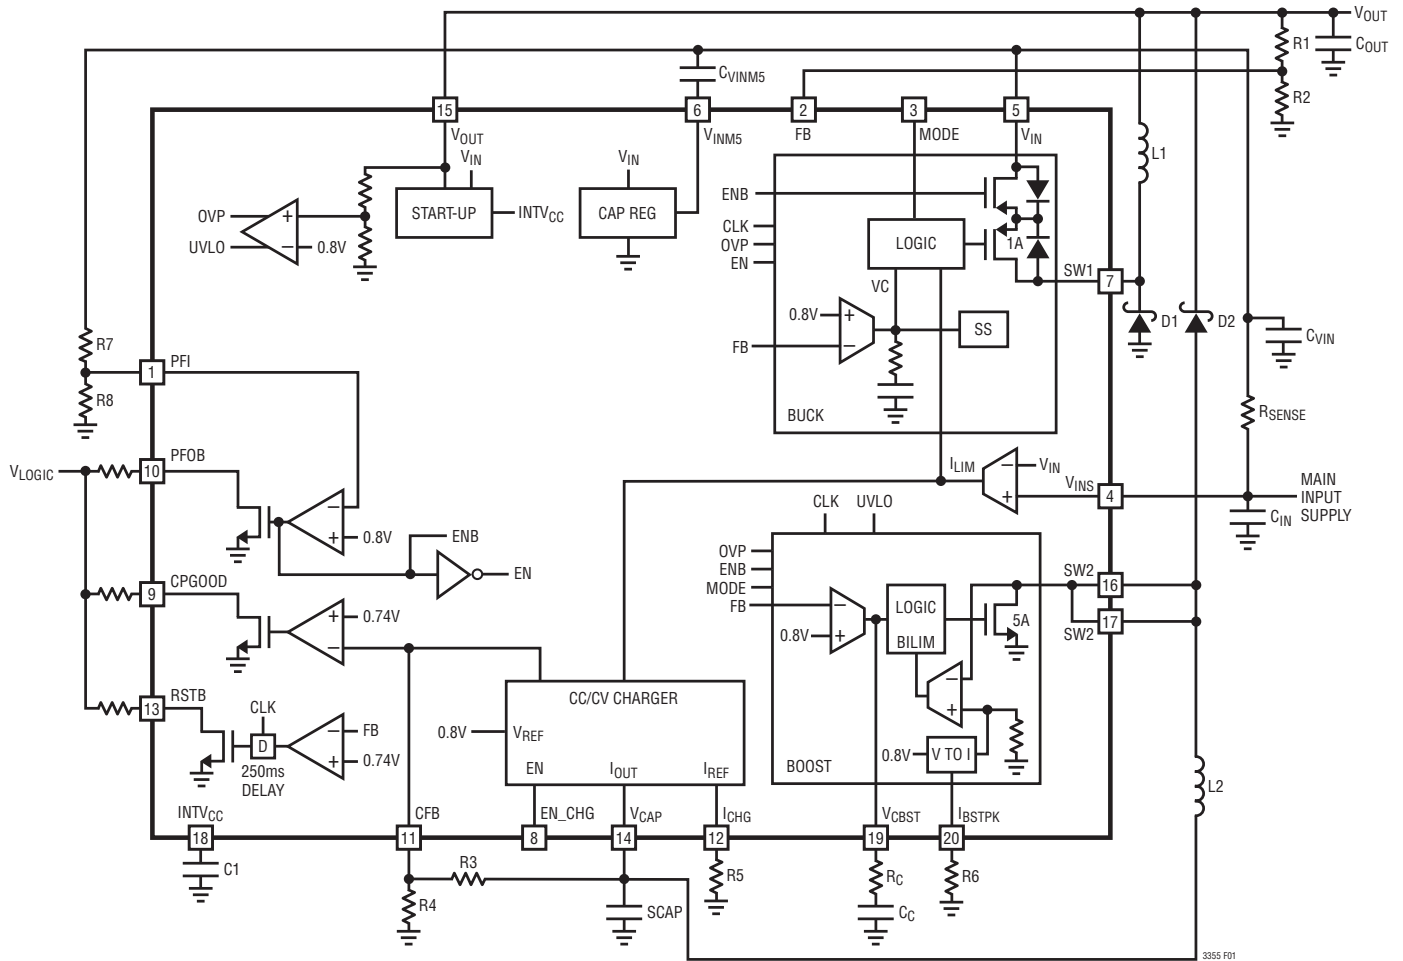 VOUT
R1
COUT
R2
CVINM5
15
6
2
3
5
VOUT
VINM5
FB
MODE
VIN
L1
VIN
VIN
ENB
OVP
+
START-UP
INTVCC
CAP REG
CLK
OVP
EN
LOGIC
1A
UVLO
–
0.8V
SW1
7
VC
0.8V
+
SS
D1
D2
CVIN
FB
–
R7
PFI
1
R8
BUCK
RSENSE
PFOB
VLOGIC
10
ILIM
–
VIN
+
VINS
4
MAIN
INPUT
SUPPLY
CIN
–
+
0.8V
ENB
EN
CLK
UVLO
OVP
ENB
MODE
FB
–
0.8V
+
LOGIC
BILIM
5A
SW2
16
SW2
17
CPGOOD
9
+
0.74V
–
–
+
RSTB
13
CLK
D
250ms
DELAY
–
FB
+
0.74V
CC/CV CHARGER
0.8V
VREF
EN
IOUT
IREF
0.8V
V TO I
BOOST
L2
INTVCC
18
C1
CFB
11
EN_CHG
8
VCAP
14
ICHG
12
VCBST
19
IBSTPK
20
R3
R4
SCAP
R5
RC
CC
R6
3355 F01